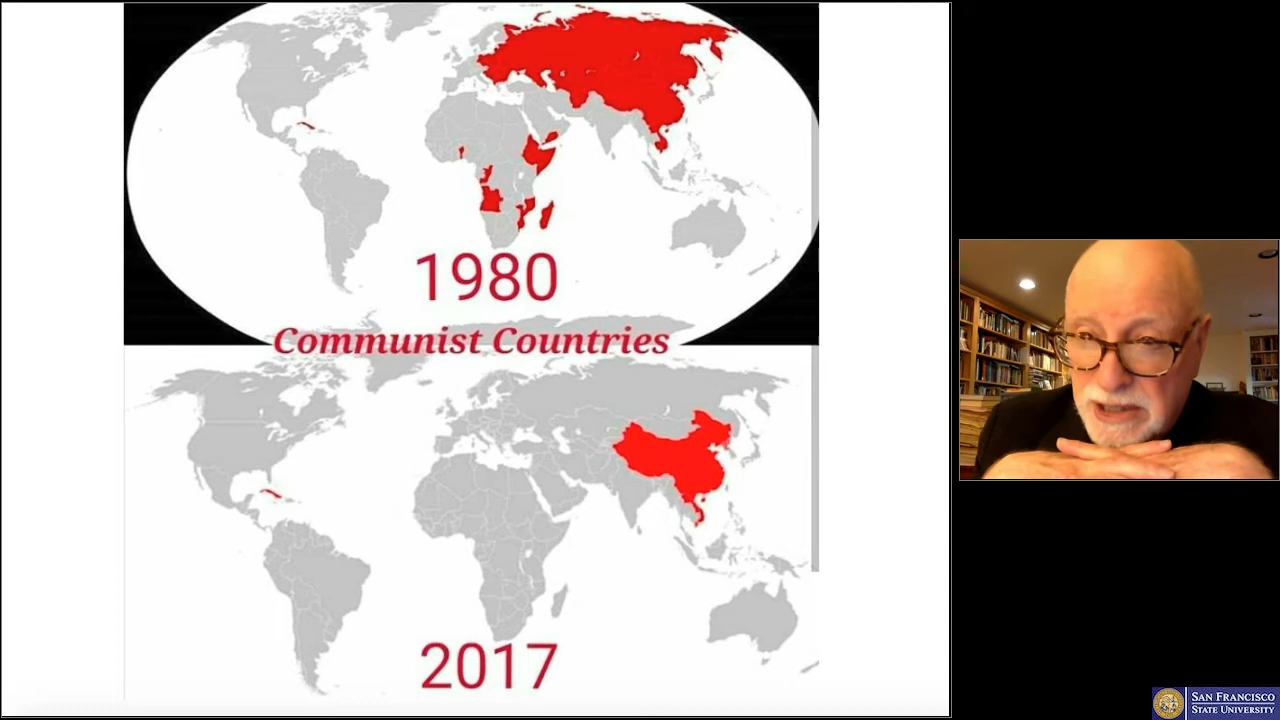 1980
Communist Countries
2017
SAN FRANCISCO
STATE UNIVERSITY